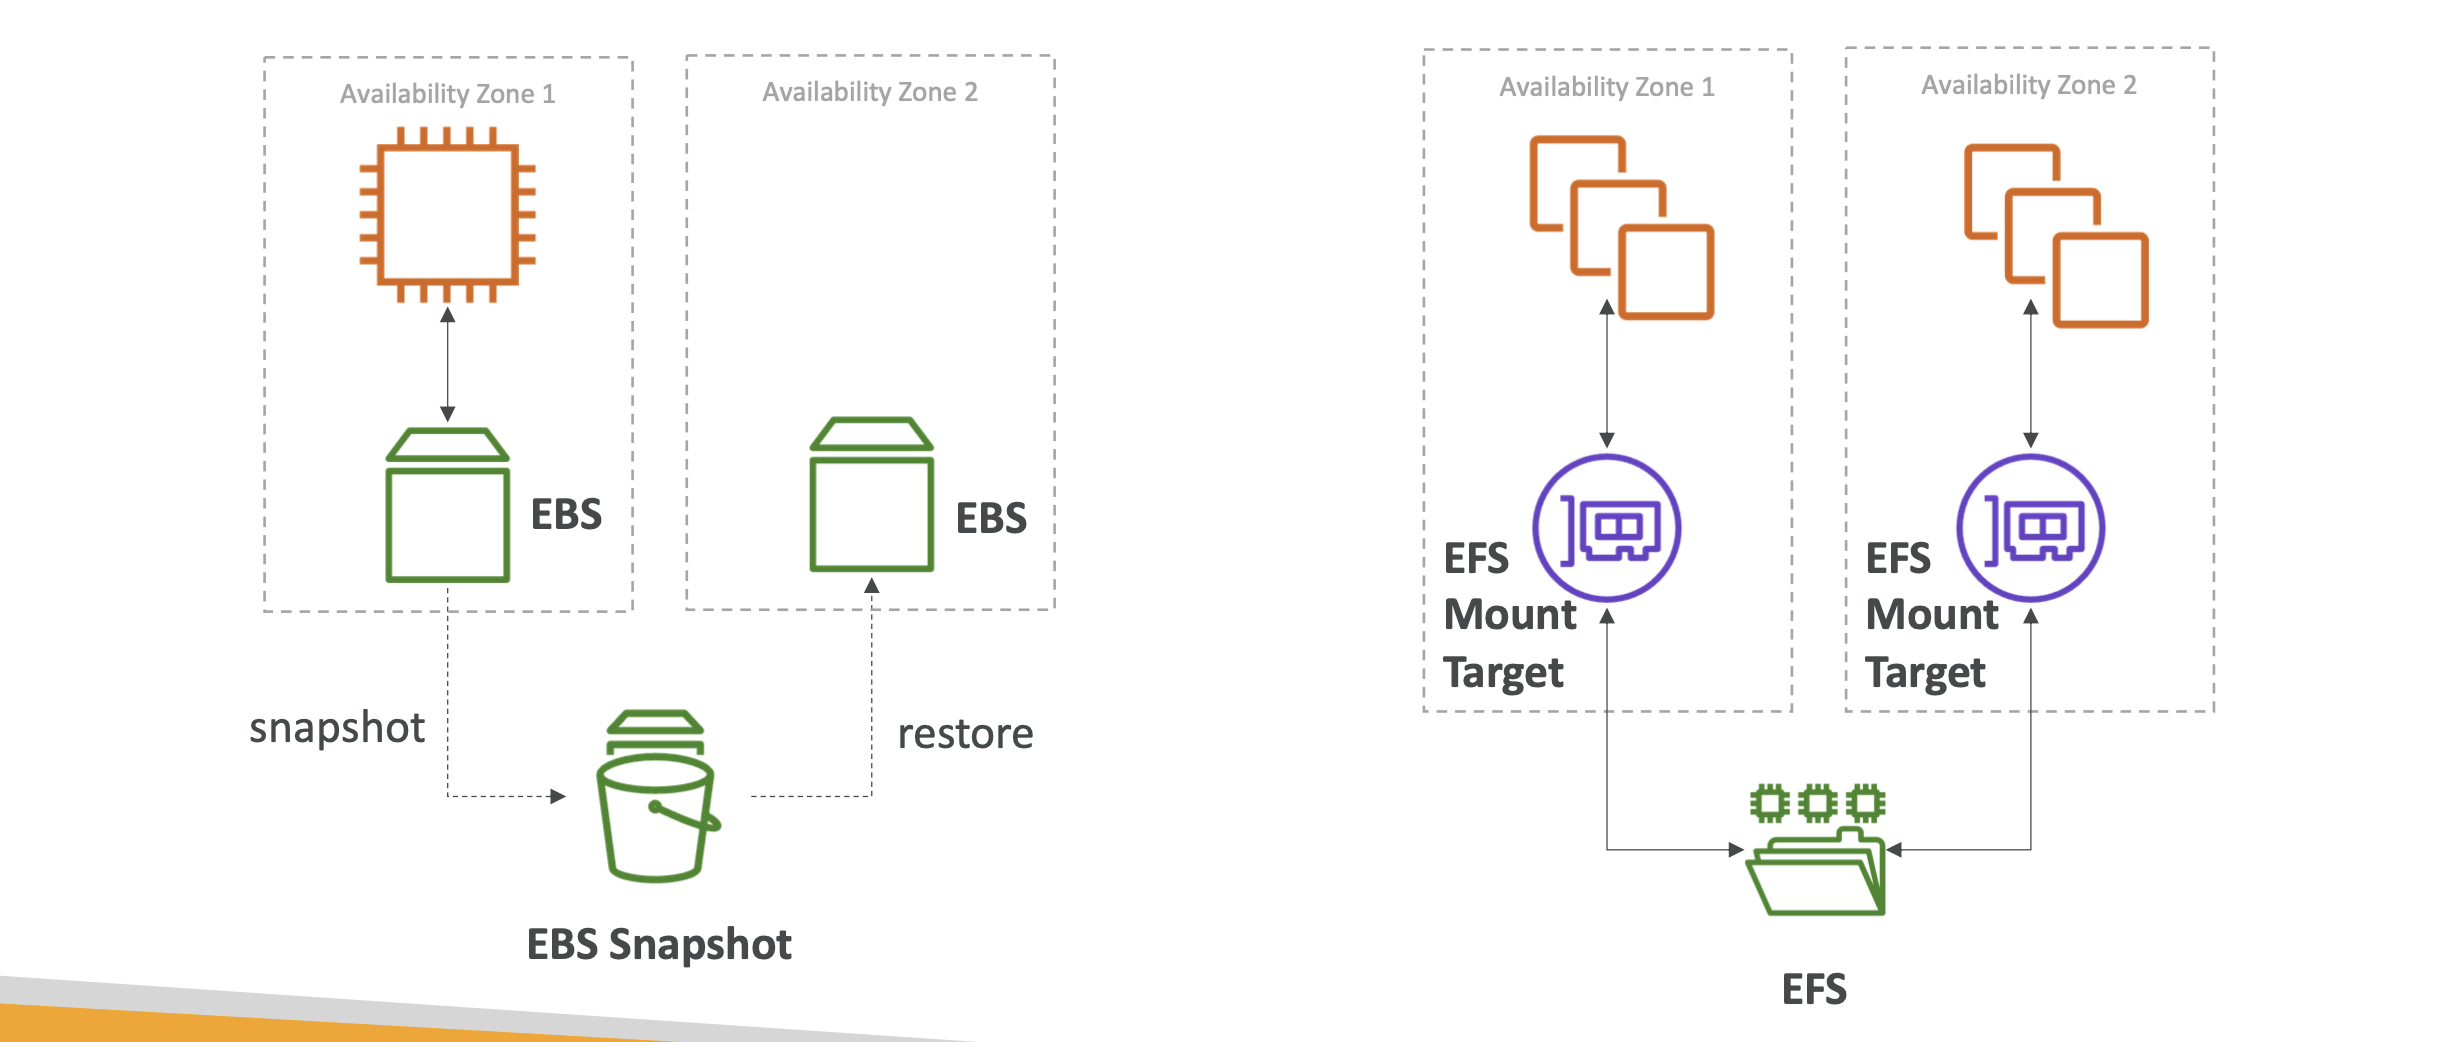 Availability Zone 1
Availability Zone 2
EBS
EBS
snapshot
restore
EBS Snapshot
Availability Zone 1
Availability Zone 2
EFS
Mount
Target
EFS
Mount
Target
EFS